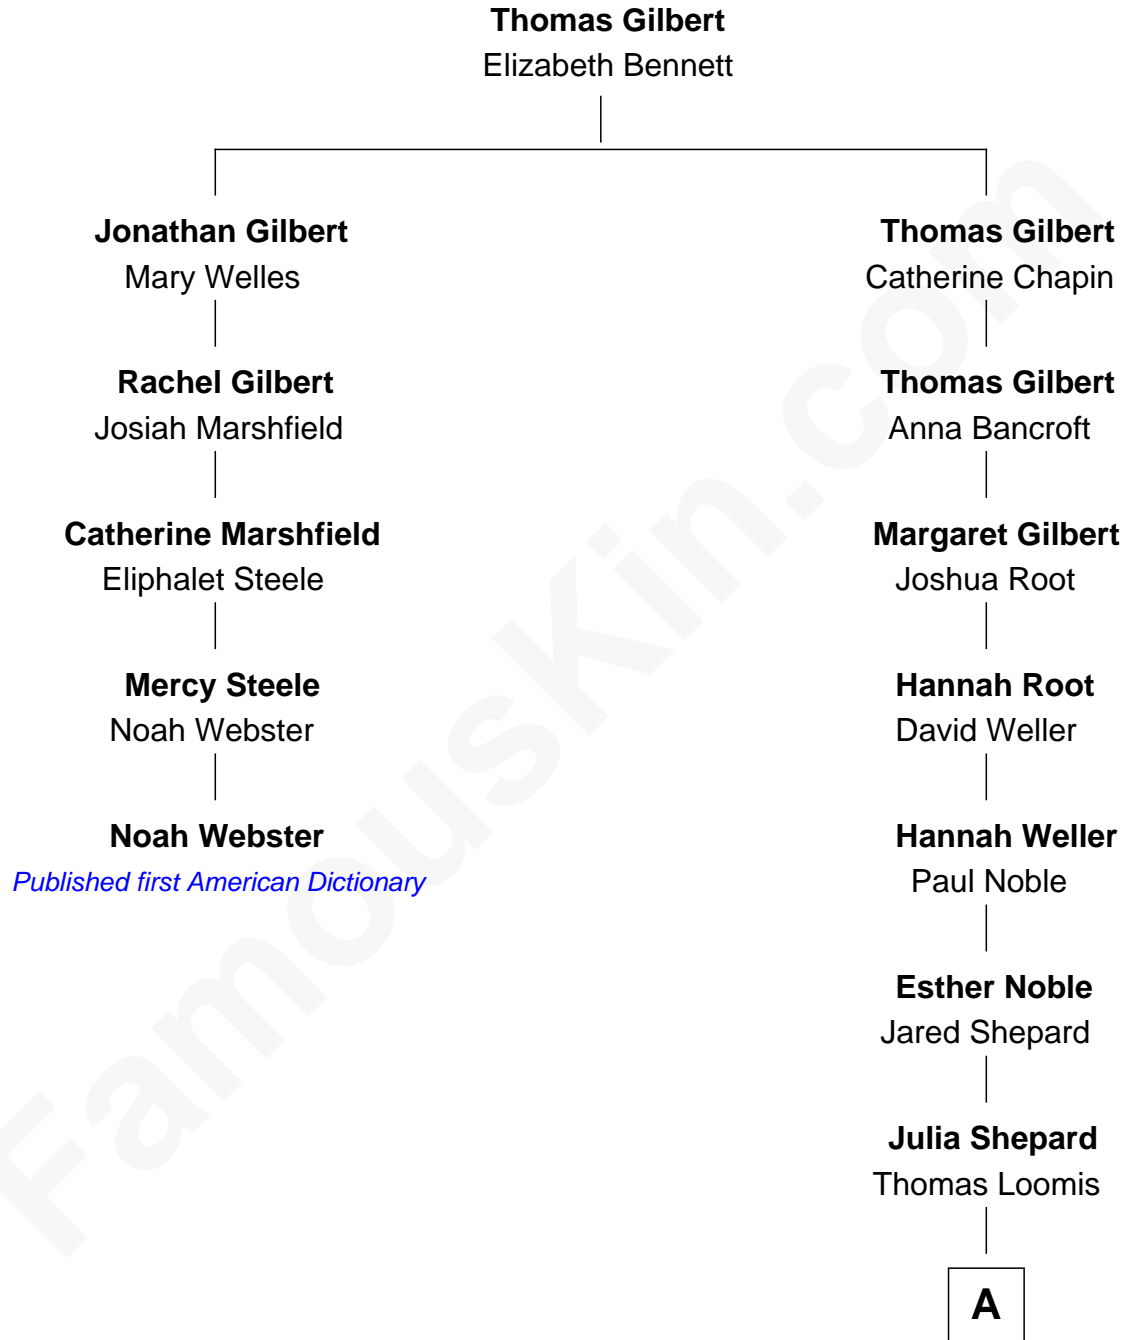 Thomas Gilbert
Elizabeth Bennett
Jonathan Gilbert
Mary Welles
Rachel Gilbert
Josiah Marshfield
Catherine Marshfield
Eliphalet Steele
Mercy Steele
Noah Webster
Noah Webster
Published first American Dictionary
Thomas Gilbert
Catherine Chapin
Thomas Gilbert
Anna Bancroft
Margaret Gilbert
Joshua Root
Hannah Root
David Weller
Hannah Weller
Paul Noble
Esther Noble
Jared Shepard
Julia Shepard
Thomas Loomis
A
FamousKin.com